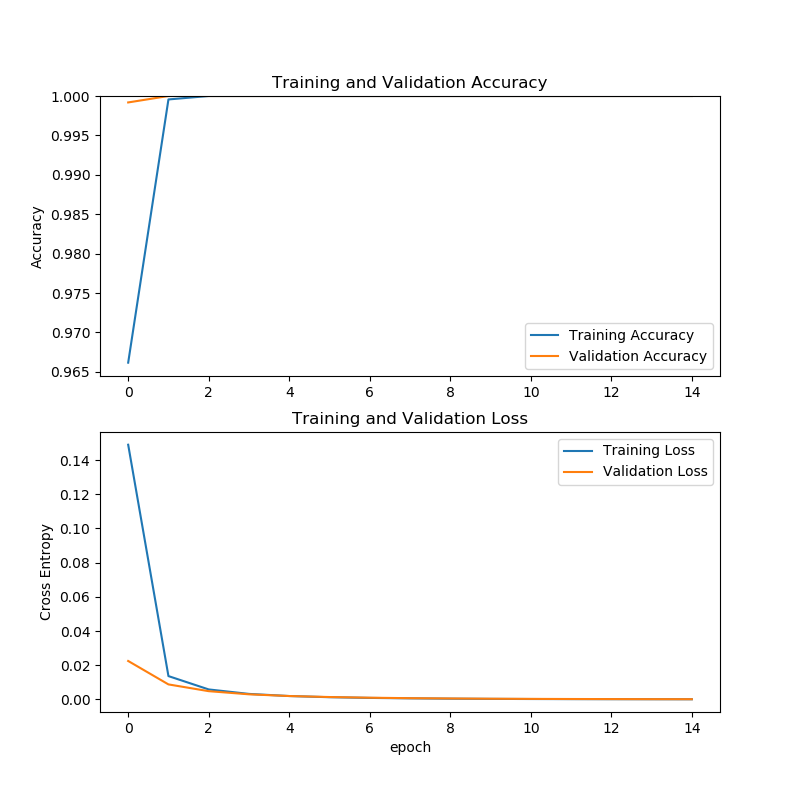 Training and Validation Accuracy
1.000
0.995
0.990
0.985
0.980
0.975
0.970
0.965
Accuracy
Training Accuracy
Validation Accuracy
0 2 4 6 8 10 12 14
Training and Validation Loss
0.14
0.12
0.10
0.08
0.06
0.04
0.02
0.00
Cross Entropy
Training Loss
Validation Loss
0 2 4 6 8 10 12 14
epoch